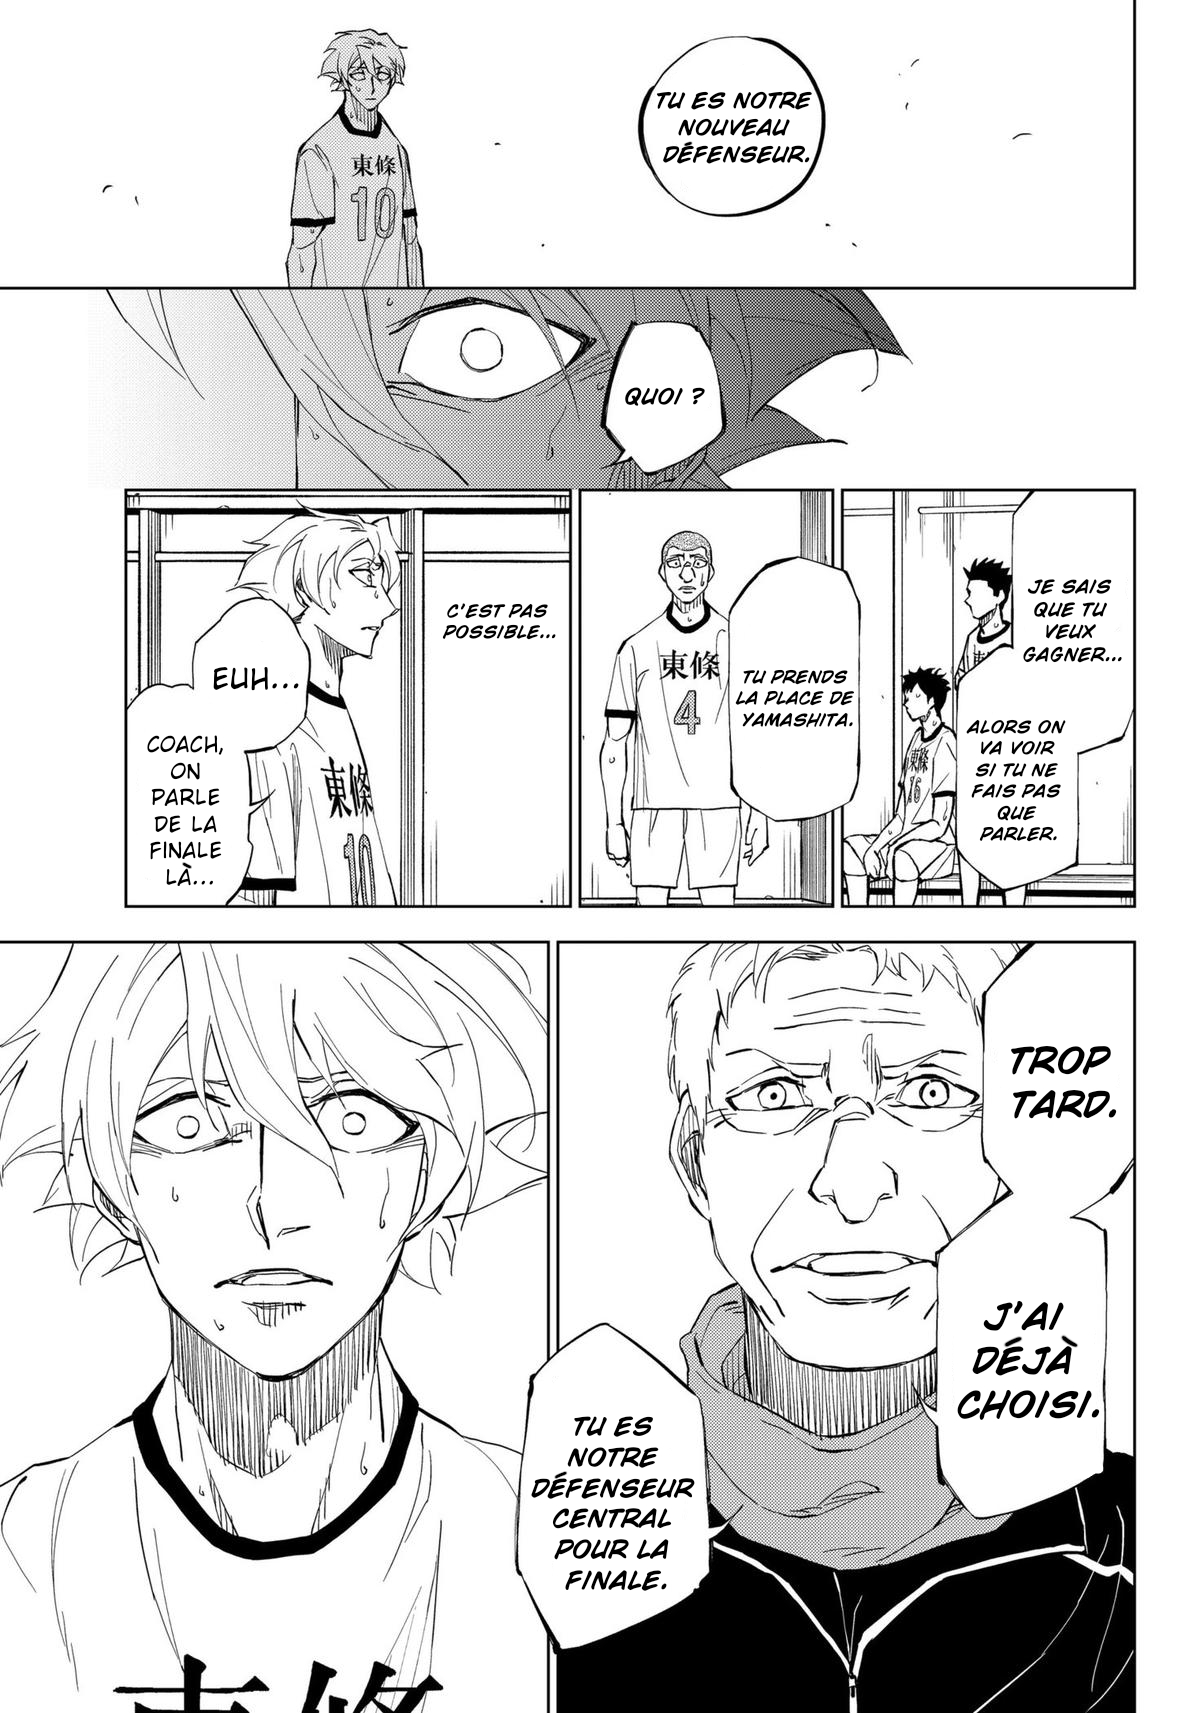 TU ES NOTRE
NOUVEAU
DÉFENSEUR.
東條
10
QUOI ?
JE SAIS
QUE TU
VEUX
GAGNER...
ALORS ON
VA VOIR
SI TU NE
FAIS PAS
QUE
PARLER.
東條
16
TU PRENDS
LA PLACE DE
YAMASHITA.
東條
4
C'EST PAS
POSSIBLE...
EUH...
COACH,
ON
PARLE
DE LA
FINALE
LÀ...
東條
10
TROP
TARD.
J'AI
DÉJÀ
CHOISI.
TU ES
NOTRE
DÉFENSEUR
CENTRAL
POUR LA
FINALE.
東條